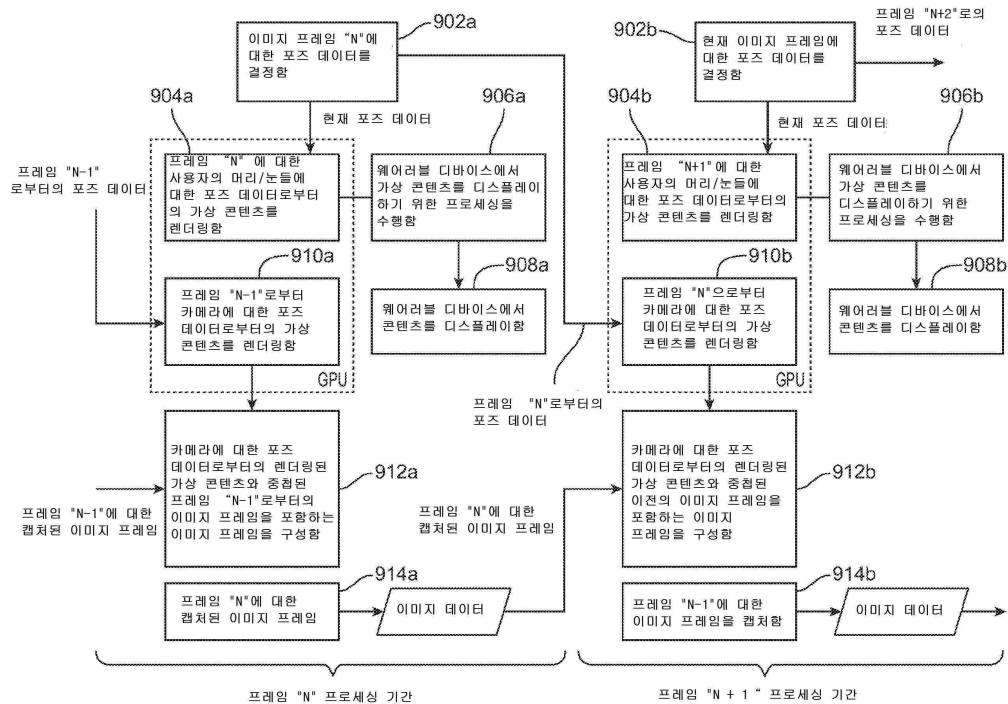 902a
이미지 프레임 “N"에
대한 포즈 데이터를
결정함
현재 포즈 데이터
904a
프레임 “N" 에 대한
사용자의 머리/눈들에
대한 포즈 데이터로부터
의 가상 콘텐츠를
렌더링함
906a
웨어러블 디바이스에서
가상 콘텐츠를 디스플레이
하기 위한 프로세싱을
수행함
프레임 "N-1"
로부터의 포즈 데이터
910a
프레임 "N-1"로부터
카메라에 대한 포즈
데이터로부터의 가상
콘텐츠를 렌더링함
GPU
908a
웨어러블 디바이스에서
콘텐츠를 디스플레이함
프레임 "N"로부터의
포즈 데이터
카메라에 대한 포즈
데이터로부터의 렌더링된
가상 콘텐츠와 중첩된
프레임 “N-1"로부터의
이미지 프레임을 포함하는
이미지 프레임을 구성함
912a
프레임 "N-1"에 대한
캡처된 이미지 프레임
프레임 "N"에 대한
캡처된 이미지 프레임
914a
프레임 "N"에 대한
캡처된 이미지 프레임
이미지 데이터
프레임 "N" 프로세싱 기간
902b
현재 이미지 프레임에
대한 포즈 데이터를
결정함
프레임 "N+2"로의
포즈 데이터
현재 포즈 데이터
904b
프레임 “N+1"에 대한
사용자의 머리/눈들에
대한 포즈 데이터로부터의
가상 콘텐츠를 렌더링함
906b
웨어러블 디바이스에서
가상 콘텐츠를
디스플레이하기 위한
프로세싱을 수행함
910b
프레임 "N"으로부터
카메라에 대한 포즈
데이터로부터의 가상
콘텐츠를 렌더링함
GPU
908b
웨어러블 디바이스에서
콘텐츠를 디스플레이함
카메라에 대한 포즈
데이터로부터의 렌더링된
가상 콘텐츠와 중첩된
이전의 이미지 프레임을
포함하는 이미지
프레임을 구성함
912b
914b
프레임 "N-1"에 대한
이미지 프레임을 캡처함
이미지 데이터
프레임 "N + 1 “ 프로세싱 기간